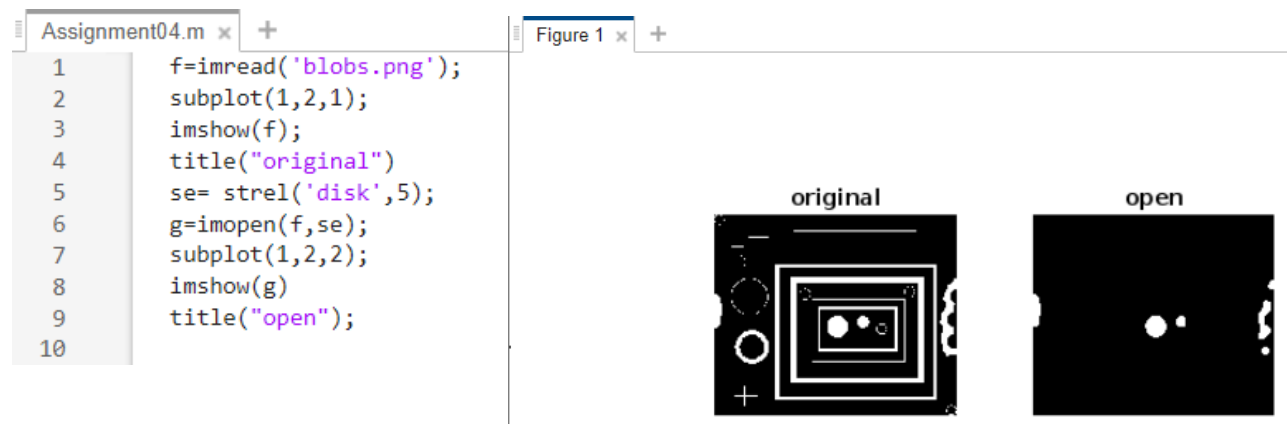 Assignment04.m × +
1 f=imread('blobs.png');
2 subplot(1,2,1);
3 imshow(f);
4 title("original")
5 se= strel('disk',5);
6 g=imopen(f,se);
7 subplot(1,2,2);
8 imshow(g)
9 title("open");
10
Figure 1 × +
original
open